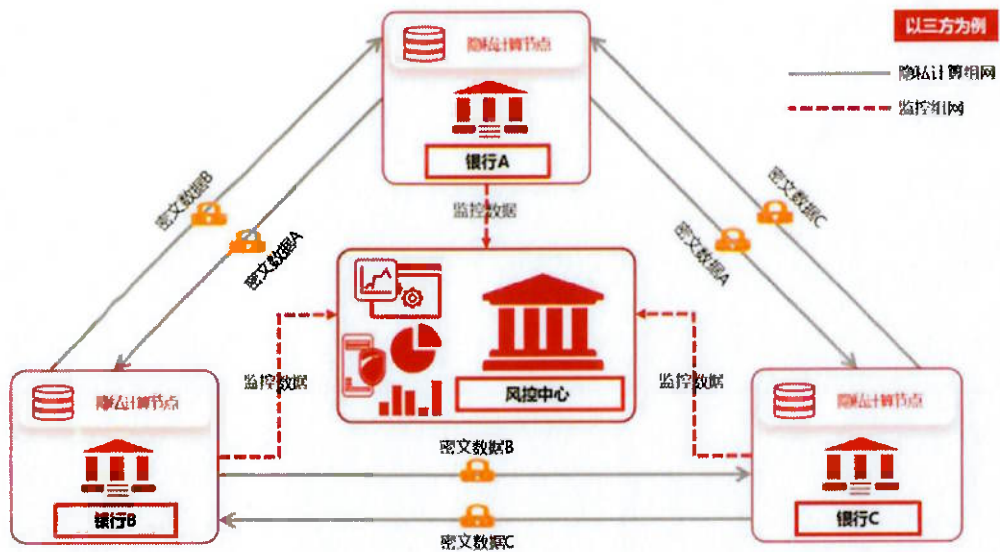 以三方为例
隐私计算组网
监控组网
隐私计算节点
银行A
监控数据
密文数据B
密文数据A
密文数据C
密文数据A
风控中心
监控数据
监控数据
隐私计算节点
银行B
隐私计算节点
银行C
密文数据B
密文数据C